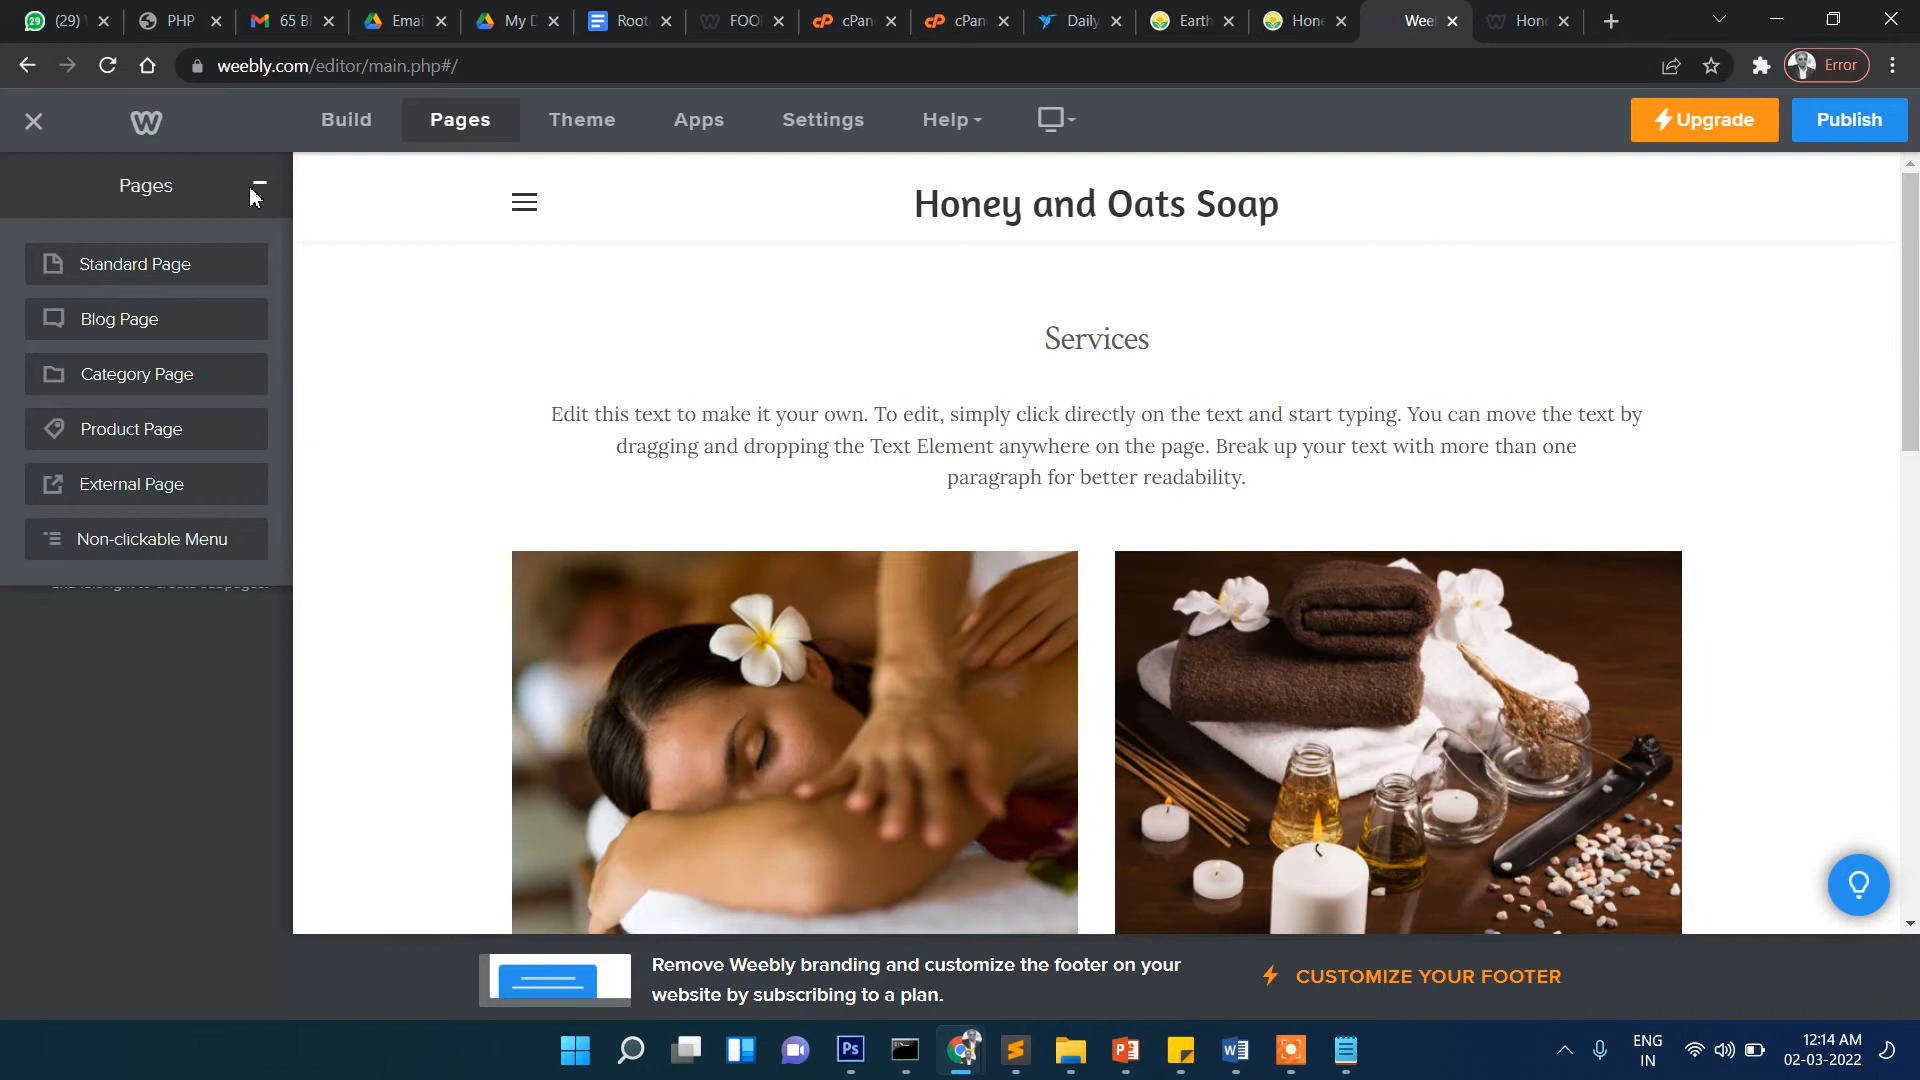 (29)
PHP
65 B
Emai
My D
Root
FOO
cPan
cPan
Daily
Earth
Hone
Weeb
Hon
weebly.com/editor/main.php#/
Error
Build
Pages
Theme
Apps
Settings
Help
Upgrade
Publish
Pages
Standard Page
Blog Page
Category Page
Product Page
External Page
Non-clickable Menu
Honey and Oats Soap
Services
Edit this text to make it your own. To edit, simply click directly on the text and start typing. You can move the text by
dragging and dropping the Text Element anywhere on the page. Break up your text with more than one
paragraph for better readability.
Remove Weebly branding and customize the footer on your
website by subscribing to a plan.
CUSTOMIZE YOUR FOOTER
ENG
IN
12:14 AM
02-03-2022